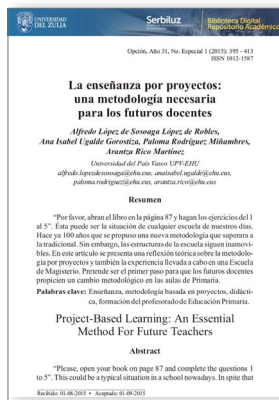 UNIVERSIDAD
DEL ZULIA
Serbiluz
Biblioteca Digital
Repositorio Académico
Opción, Año 31, No. Especial 1 (2015): 395 - 413
ISSN 1012-1587
La enseñanza por proyectos:
una metodología necesaria
para los futuros docentes
Alfredo López de Sosoaga López de Robles,
Ana Isabel Ugalde Gorostiza, Paloma Rodríguez Miñambres,
Arantza Rico Martínez
Universidad del País Vasco UPV-EHU
alfredo.lopezdesosoaga@ehu.es, anaisabel.ugalde@ehu.es,
paloma.rodriguez@ehu.es, arantza.rico@ehu.es
Resumen
"Por favor, abran el libro en la página 87 y hagan los ejercicios del 1
al 5". Ésta puede ser la situación de cualquier escuela de nuestros días.
Hace ya 100 años que se propuso una nueva metodología que superara a
la tradicional. Sin embargo, las estructuras de la escuela siguen inamovi-
bles. En este artículo se presenta una reflexión teórica sobre la metodolo-
gía por proyectos y también la experiencia llevada a cabo en una Escuela
de Magisterio. Pretende ser el primer paso para que los futuros docentes
propicien un cambio metodológico en las aulas de Primaria.
Palabras clave: Enseñanza, metodología basada en proyectos, didácti-
ca, formación del profesorado de Educación Primaria.
Project-Based Learning: An Essential
Method For Future Teachers
Abstract
"Please, open your book on page 87 and complete the questions 1
to 5". This could be a typical situation in a school nowadays. In spite that
Recibido: 01-08-2015 • Aceptado: 01-09-2015